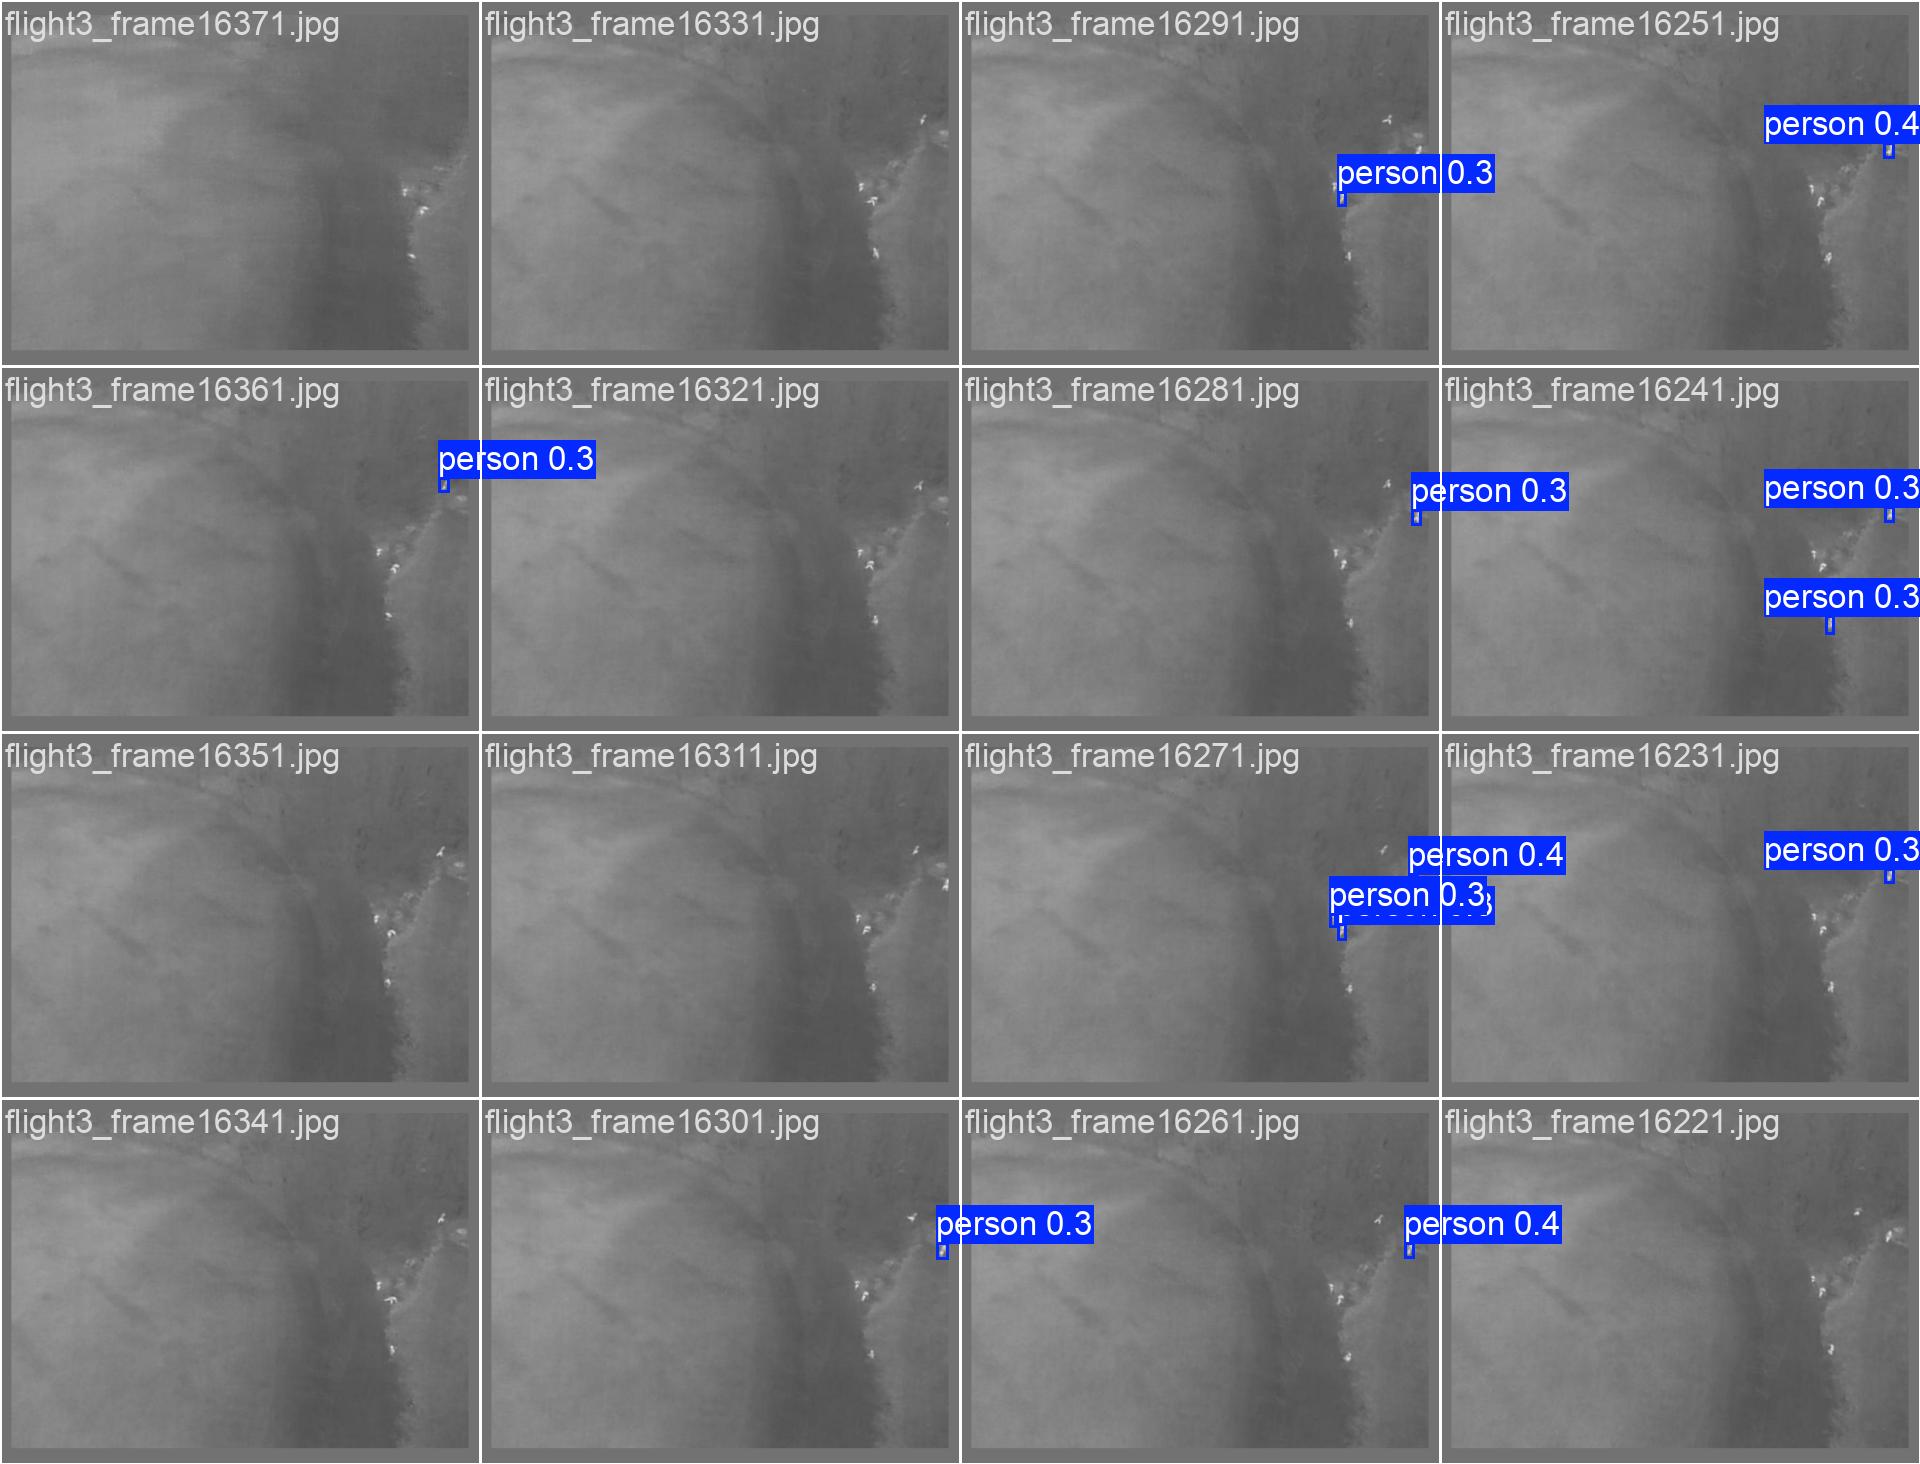 flight3_frame16371.jpg
flight3_frame16331.jpg
flight3_frame16291.jpg
flight3_frame16251.jpg
person 0.4
person 0.3
flight3_frame16361.jpg
flight3_frame16321.jpg
flight3_frame16281.jpg
flight3_frame16241.jpg
person 0.3
person 0.3
person 0.3
person 0.3
flight3_frame16351.jpg
flight3_frame16311.jpg
flight3_frame16271.jpg
flight3_frame16231.jpg
person 0.4
person 0.3
person 0.3
flight3_frame16341.jpg
flight3_frame16301.jpg
flight3_frame16261.jpg
flight3_frame16221.jpg
person 0.3
person 0.4